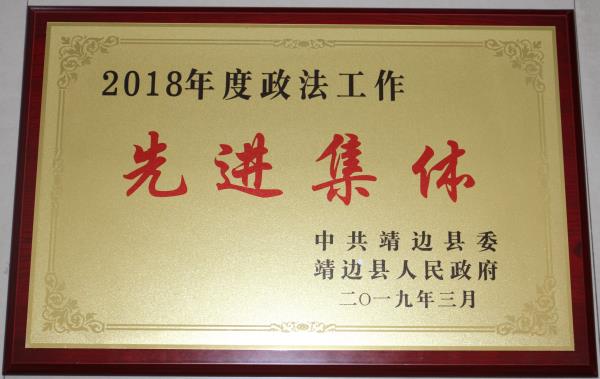 2018年度政法工作
先进集体
中共靖边县委
靖边县人民政府
二〇一九年三月